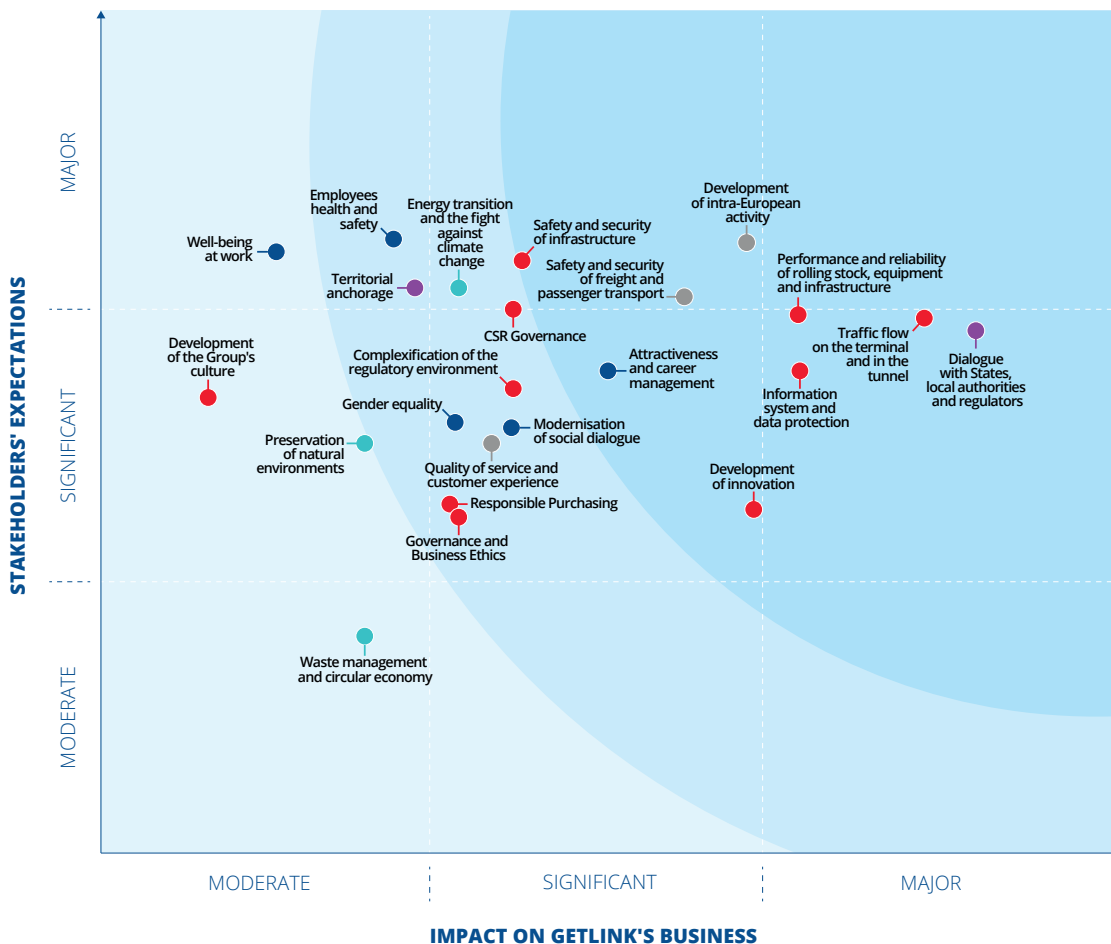 STAKEHOLDERS' EXPECTATIONS
MAJOR
SIGNIFICANT
MODERATE
Development
of intra-European
activity
Employees
health and
safety
Energy transition
and the fight
against
climate
change
Safety and security
of infrastructure
Well-being
at work
Performance and reliability
of rolling stock, equipment
and infrastructure
Safety and security
of freight and
passenger transport
Territorial
anchorage
CSR Governance
Traffic flow
on the terminal
and in the
tunnel
Development
of the Group's
culture
Complexification of the
regulatory environment
Attractiveness
and career
management
Dialogue
with States,
local authorities
and regulators
Information
system and
data protection
Gender equality
Modernisation
of social dialogue
Preservation
of natural
environments
Quality of service and
customer experience
Development
of innovation
Responsible Purchasing
Governance and
Business Ethics
Waste management
and circular economy
MODERATE
SIGNIFICANT
MAJOR
IMPACT ON GETLINK'S BUSINESS